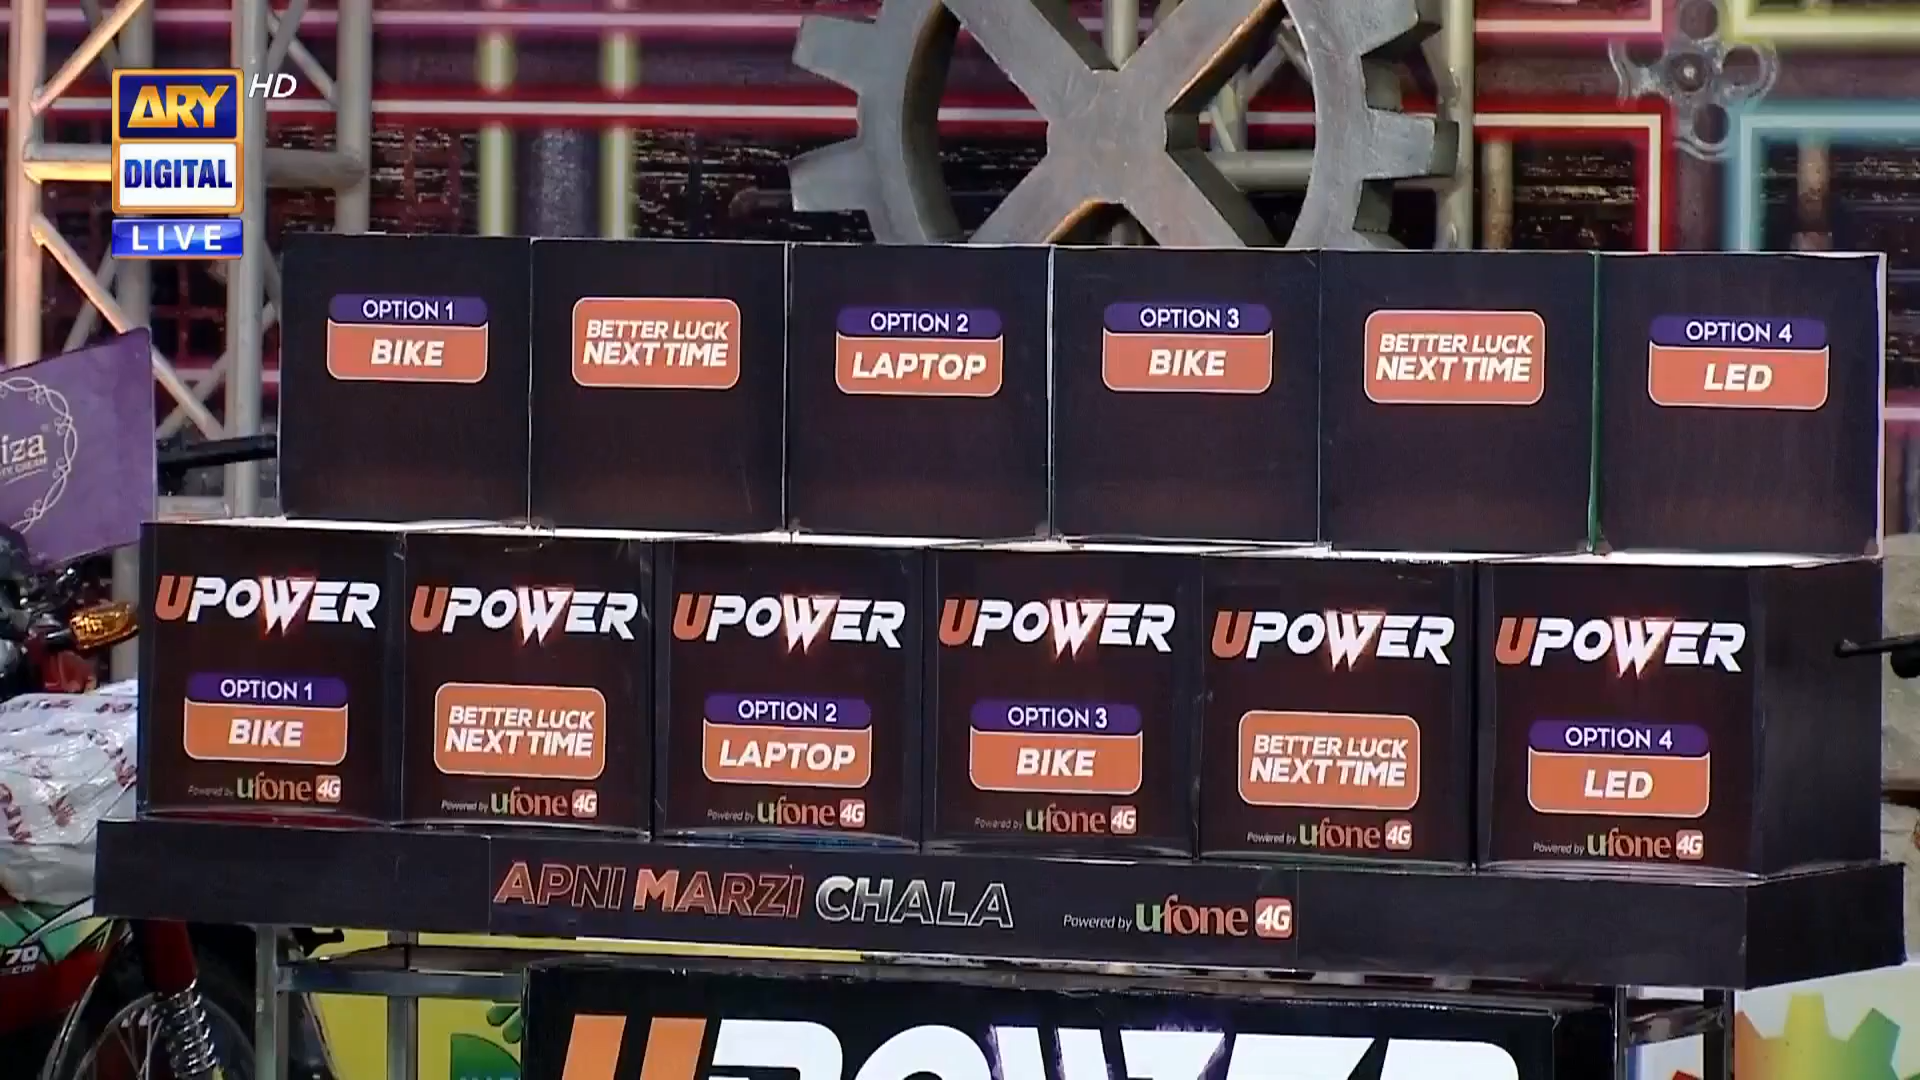 ARY
HD
DIGITAL
LIVE
OPTION 1
BIKE
BETTER LUCK
NEXT TIME
OPTION 2
LAPTOP
OPTION 3
BIKE
BETTER LUCK
NEXT TIME
OPTION 4
LED
iza
UPOWER
OPTION 1
BIKE
Powered by ufone 4G
UPOWER
BETTER LUCK
NEXT TIME
Powered by ufone 4G
UPOWER
OPTION 2
LAPTOP
Powered by ufone 4G
UPOWER
OPTION 3
BIKE
Powered by ufone 4G
UPOWER
BETTER LUCK
NEXT TIME
Powered by ufone 4G
UPOWER
OPTION 4
LED
Powered by ufone 4G
APNI MARZI CHALA
Powered by ufone 4G
70
CDI
UPOWER